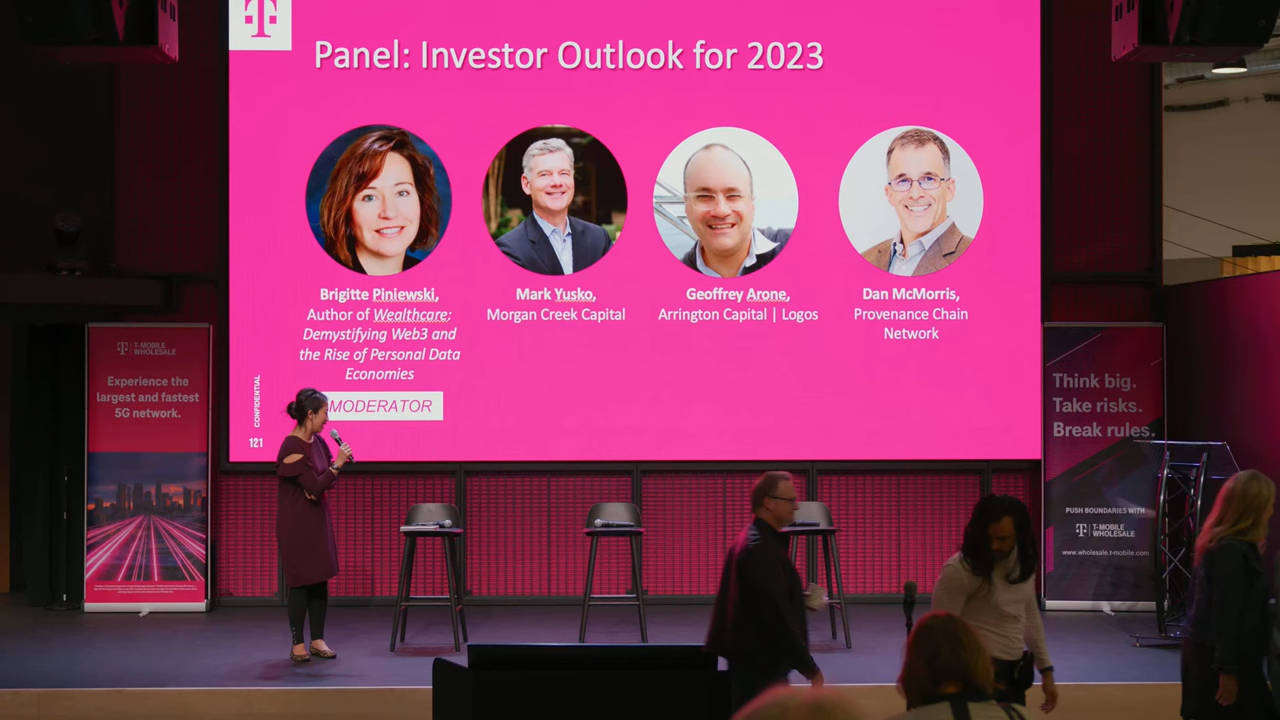 Panel: Investor Outlook for 2023
Brigitte Piniewski,
Author of Wealthcare:
Demystifying Web3 and
the Rise of Personal Data
Economies
MODERATOR
Mark Yusko,
Morgan Creek Capital
Geoffrey Arone,
Arrington Capital | Logos
Dan McMorris,
Provenance Chain
Network
CONFIDENTIAL
121
T-MOBILE
WHOLESALE
Experience the
largest and fastest
5G network.
Think big.
Take risks.
Break rules.
PUSH BOUNDARIES WITH
T-MOBILE
WHOLESALE
www.wholesale.t-mobile.com